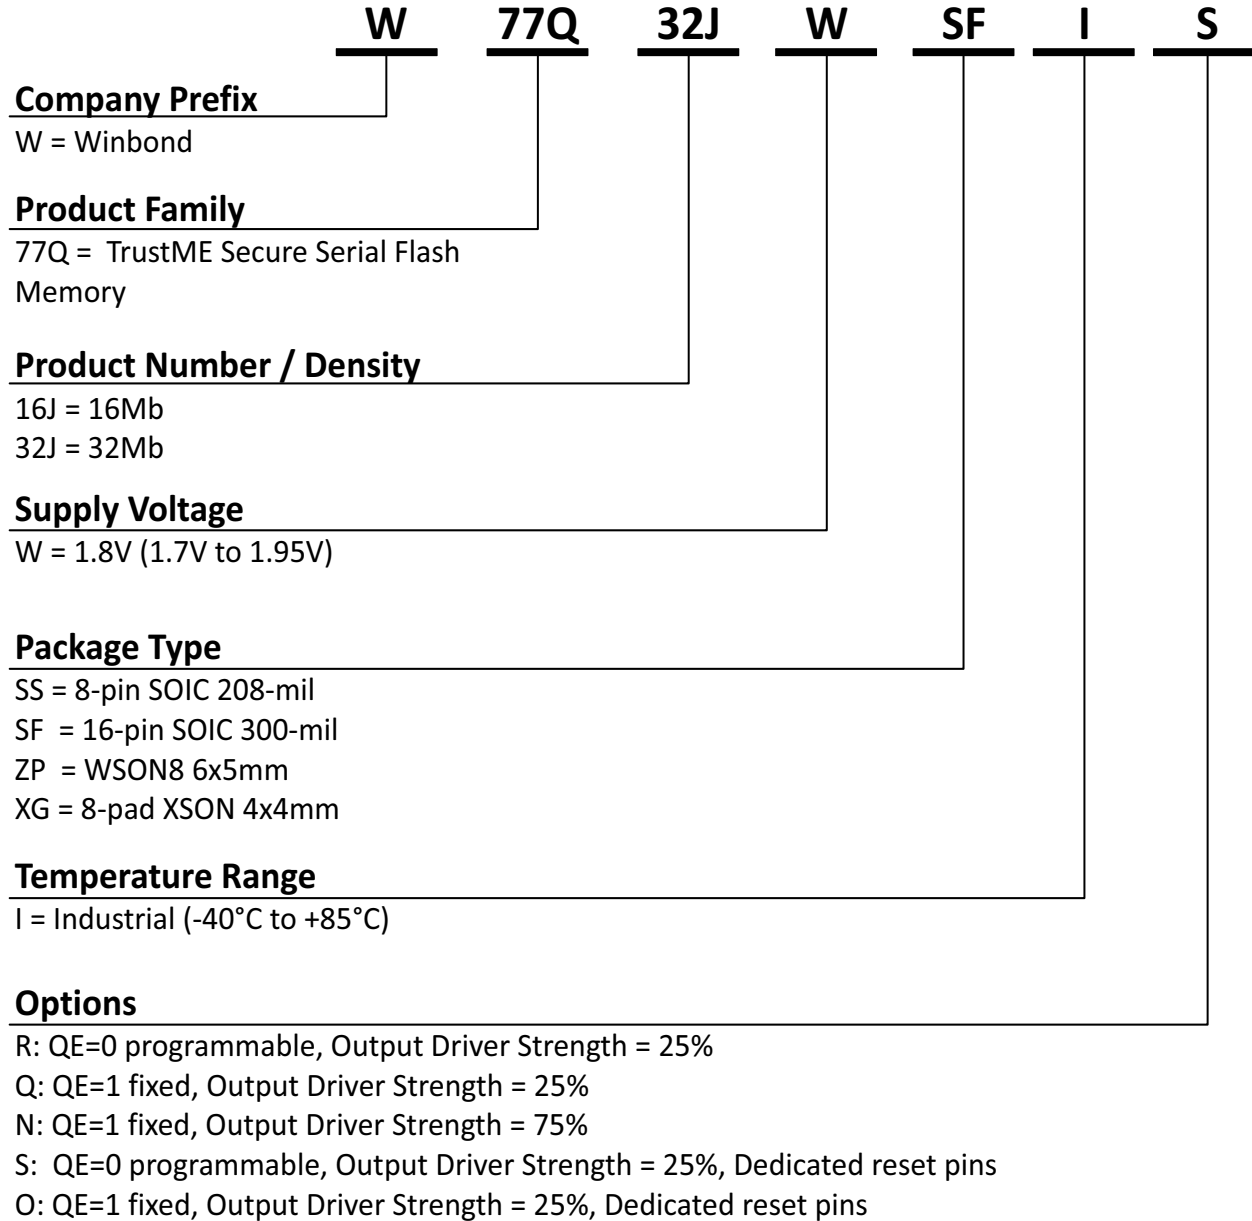 W 77Q 32J W SF I S
Company Prefix
W = Winbond
Product Family
77Q = TrustME Secure Serial Flash
Memory
Product Number / Density
16J = 16Mb
32J = 32Mb
Supply Voltage
W = 1.8V (1.7V to 1.95V)
Package Type
SS = 8-pin SOIC 208-mil
SF = 16-pin SOIC 300-mil
ZP = WSON8 6x5mm
XG = 8-pad XSON 4x4mm
Temperature Range
I = Industrial (-40°C to +85°C)
Options
R: QE=0 programmable, Output Driver Strength = 25%
Q: QE=1 fixed, Output Driver Strength = 25%
N: QE=1 fixed, Output Driver Strength = 75%
S: QE=0 programmable, Output Driver Strength = 25%, Dedicated reset pins
O: QE=1 fixed, Output Driver Strength = 25%, Dedicated reset pins